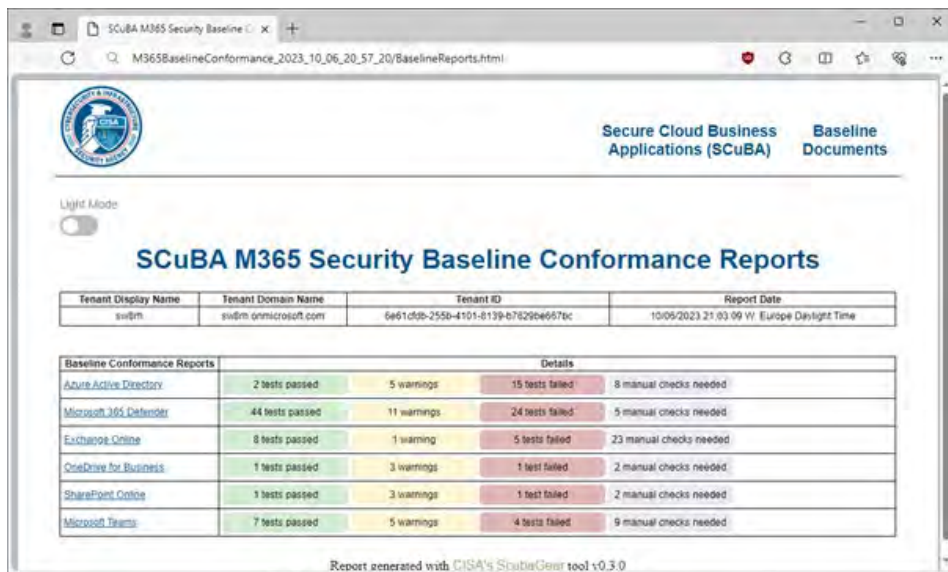 SCuBA M365 Security Baseline C
M365BaselineConformance_2023_10_06_20_57_20/BaselineReports.html
CYBERSECURITY & INFRASTRUCTURE
CISA
SECURITY AGENCY
Secure Cloud Business Baseline
Applications (SCuBA) Documents
Light Mode
SCuBA M365 Security Baseline Conformance Reports
Tenant Display Name Tenant Domain Name Tenant ID Report Date
sw8m sw8m.onmicrosoft.com 10/06/2023 21:03:09 W. Europe Daylight Time
Baseline Conformance Reports Details
Azure Active Directory 2 tests passed 5 warnings 15 tests failed 8 manual checks needed
Microsoft 365 Defender 44 tests passed 11 warnings 24 tests failed 5 manual checks needed
Exchange Online 8 tests passed 1 warning 5 tests failed 23 manual checks needed
OneDrive for Business 1 tests passed 3 warnings 1 test failed 2 manual checks needed
SharePoint Online 1 tests passed 3 warnings 1 test failed 2 manual checks needed
Microsoft Teams 7 tests passed 5 warnings 4 tests failed 9 manual checks needed
Report generated with CISA's ScubaGear tool v0.3.0